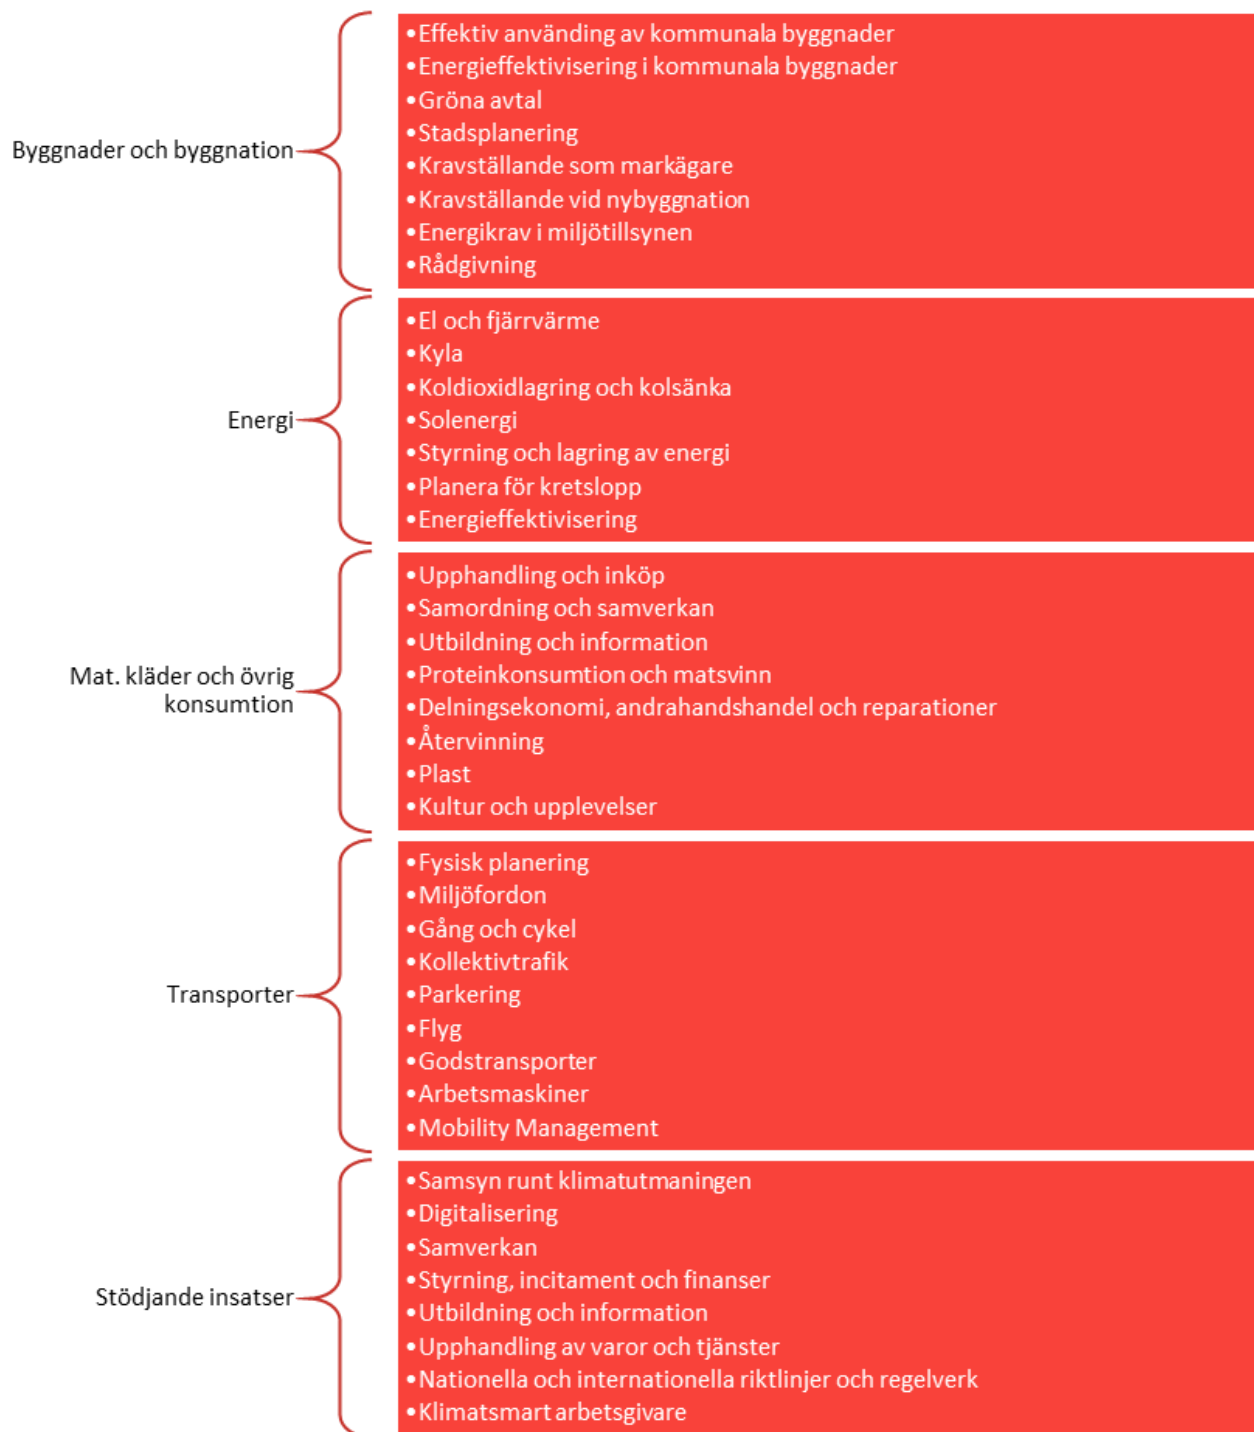 Byggnader och byggnation
•Effektiv använding av kommunala byggnader
•Energieffektivisering i kommunala byggnader
•Gröna avtal
•Stadsplanering
•Kravställande som markägare
•Kravställande vid nybyggnation
•Energikrav i miljötillsynen
•Rådgivning
Energi
•El och fjärrvärme
•Kyla
•Koldioxidlagring och kolsänka
•Solenergi
•Styrning och lagring av energi
•Planera för kretslopp
•Energieffektivisering
Mat. kläder och övrig
konsumtion
•Upphandling och inköp
•Samordning och samverkan
•Utbildning och information
•Proteinkonsumtion och matsvinn
•Delningsekonomi, andrahandshandel och reparationer
•Återvinning
•Plast
•Kultur och upplevelser
Transporter
•Fysisk planering
•Miljöfordon
•Gång och cykel
•Kollektivtrafik
•Parkering
•Flyg
•Godstransporter
•Arbetsmaskiner
•Mobility Management
Stödjande insatser
•Samsyn runt klimatutmaningen
•Digitalisering
•Samverkan
•Styrning, incitament och finanser
•Utbildning och information
•Upphandling av varor och tjänster
•Nationella och internationella riktlinjer och regelverk
•Klimatsmart arbetsgivare